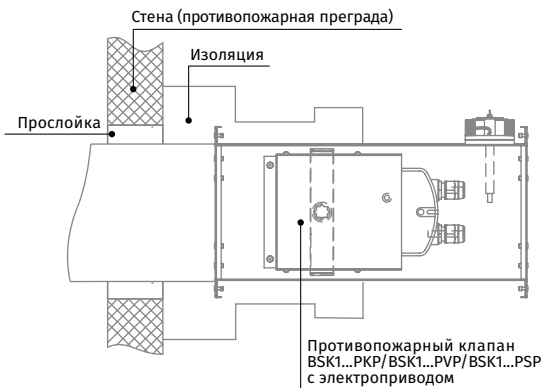 Стена (противопожарная преграда)
Изоляция
Прослойка
Противопожарный клапан
BSK1...PKP/BSK1...PVP/BSK1...PSP
с электроприводом